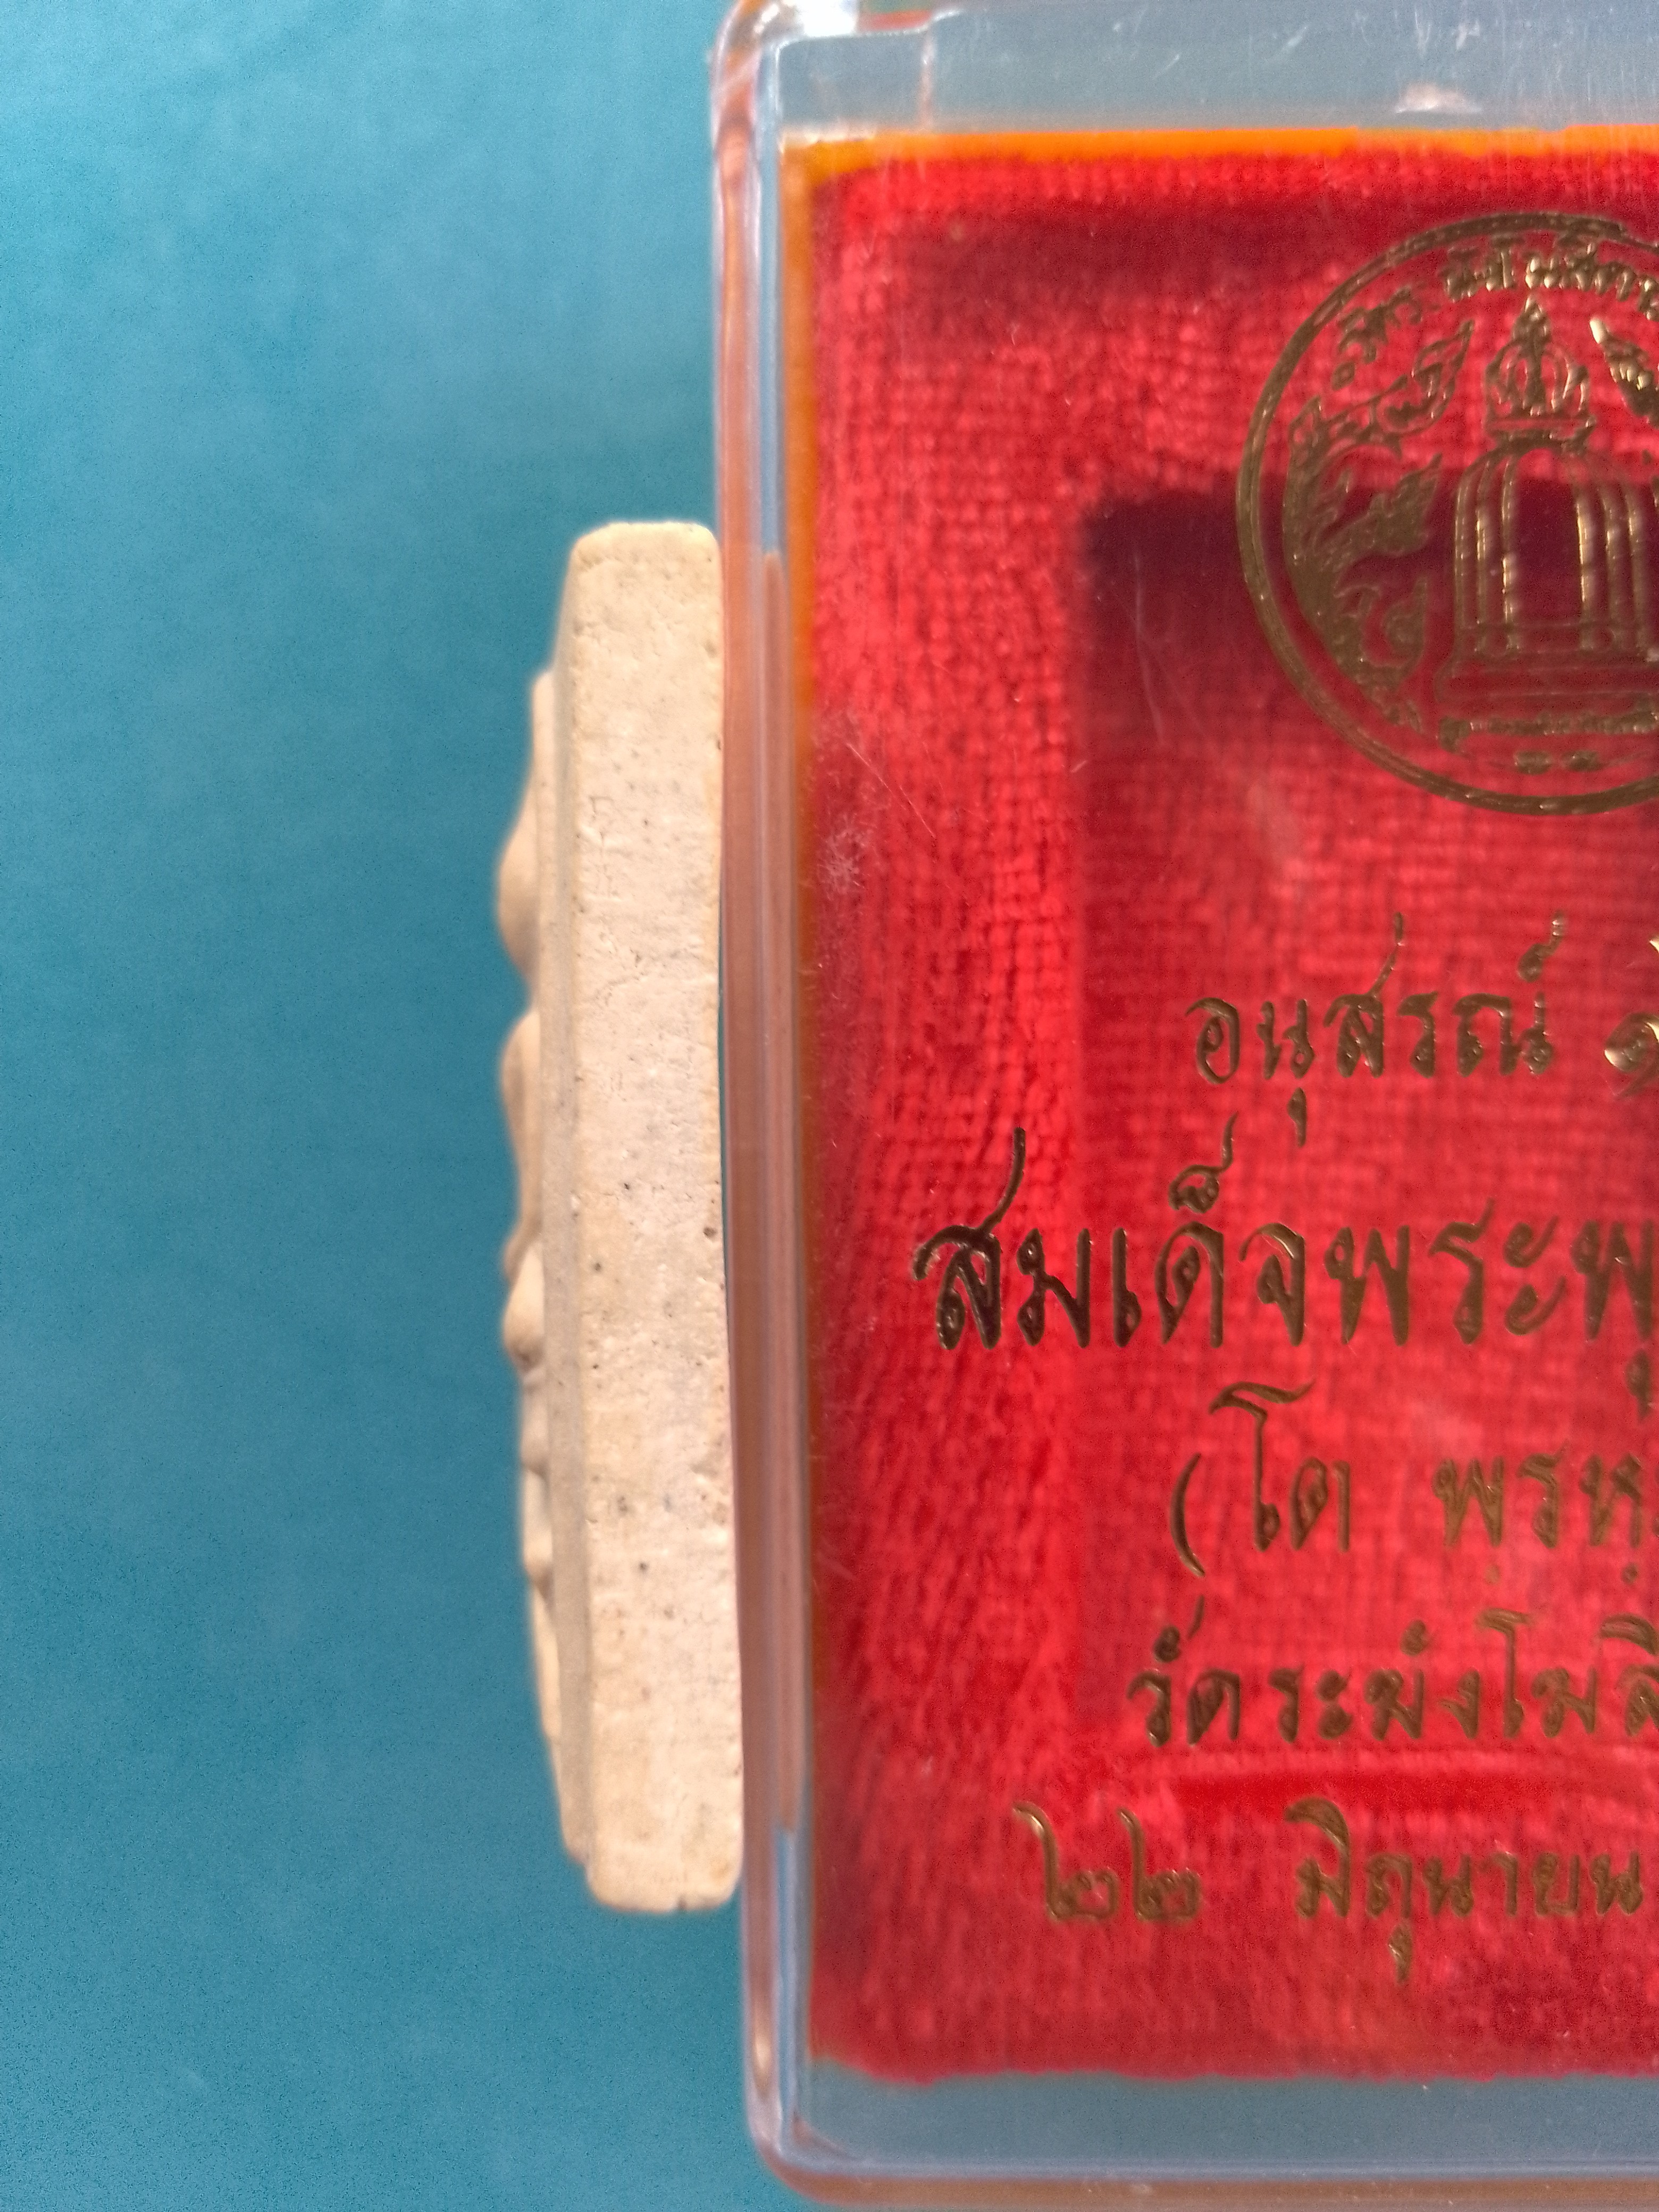 อนุสรณ์ ๑
สมเด็จพระพุ
(โต พฺรหฺ
วัดระฆังโฆสิ
๒๒ มิถุนายน